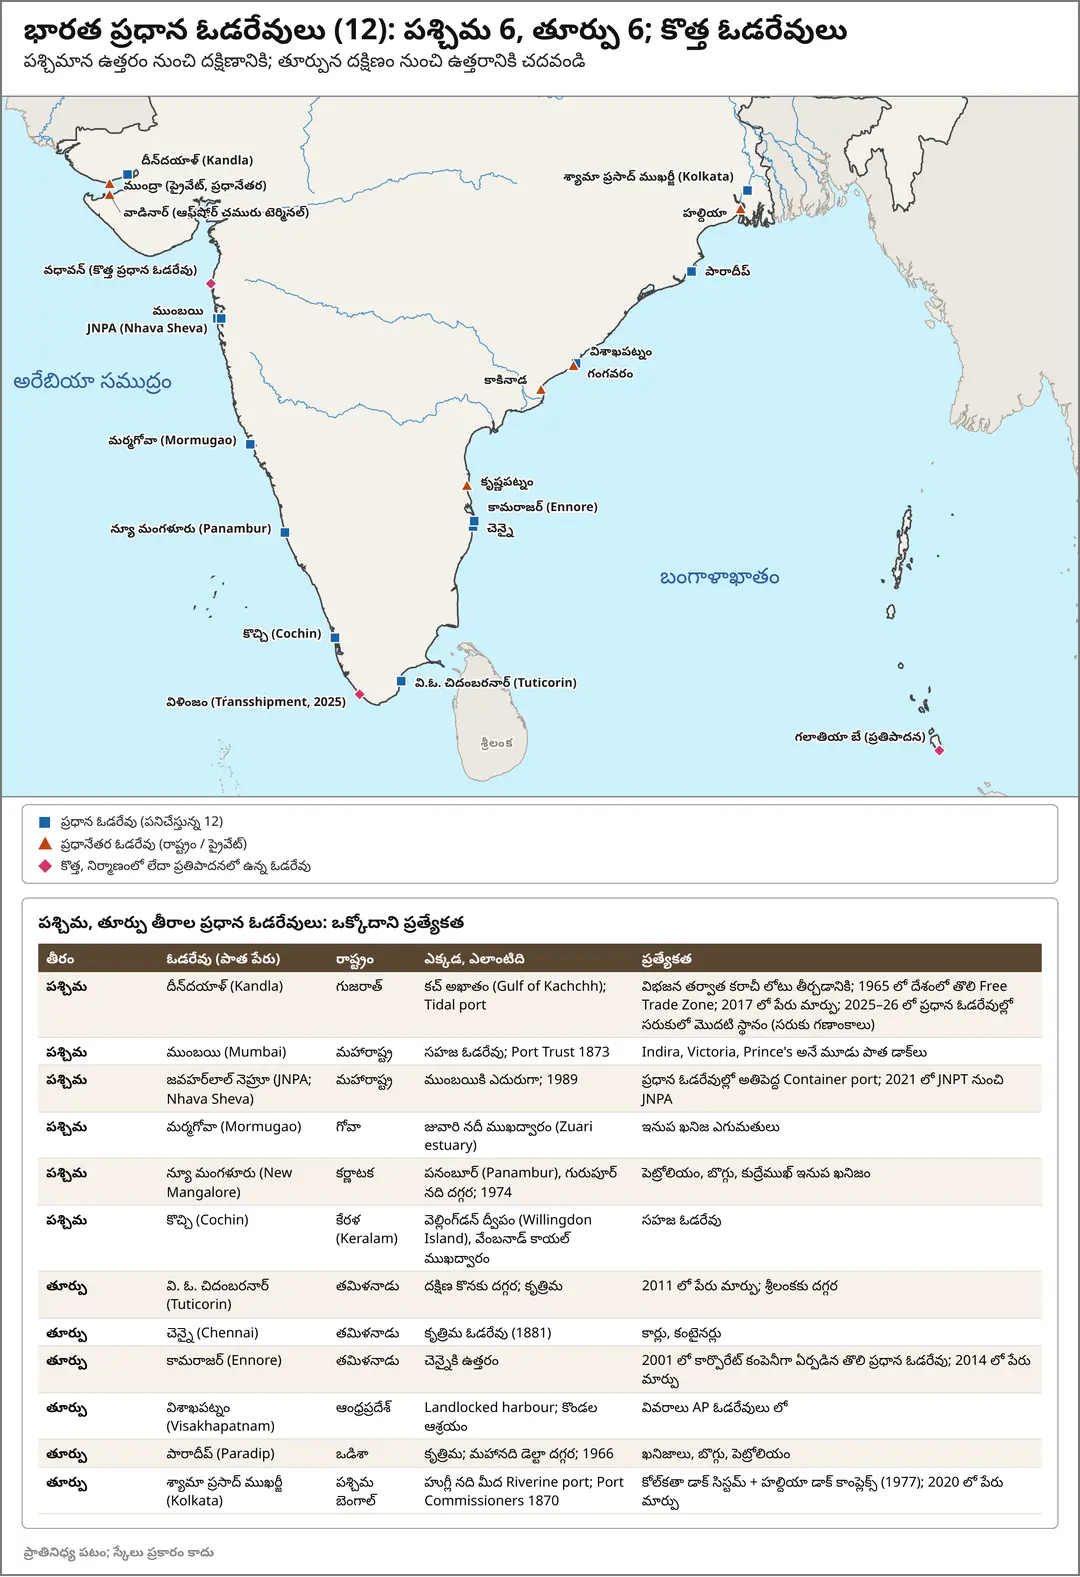 భారత ప్రధాన ఓడరేవులు (12): పశ్చిమ 6, తూర్పు 6; కొత్త ఓడరేవులు
పశ్చిమాన ఉత్తరం నుంచి దక్షిణానికి; తూర్పున దక్షిణం నుంచి ఉత్తరానికి చదవండి
దీన్‌దయాళ్ (Kandla)
ముంద్రా (ప్రైవేట్, ప్రధానేతర)
వాడినార్ (ఆఫ్‌షోర్ చమురు టెర్మినల్)
శ్యామా ప్రసాద్ ముఖర్జీ (Kolkata)
హల్దియా
వధావన్ (కొత్త ప్రధాన ఓడరేవు)
పారాదీప్
ముంబయి
JNPA (Nhava Sheva)
విశాఖపట్నం
గంగవరం
కాకినాడ
అరేబియా సముద్రం
మర్మగోవా (Mormugao)
కృష్ణపట్నం
కామరాజర్ (Ennore)
చెన్నై
న్యూ మంగళూరు (Panambur)
బంగాళాఖాతం
కొచ్చి (Cochin)
వి.ఓ. చిదంబరనార్ (Tuticorin)
విళింజం (Transshipment, 2025)
శ్రీలంక
గలాతియా బే (ప్రతిపాదన)
ప్రధాన ఓడరేవు (పనిచేస్తున్న 12)
ప్రధానేతర ఓడరేవు (రాష్ట్రం / ప్రైవేట్)
కొత్త, నిర్మాణంలో లేదా ప్రతిపాదనలో ఉన్న ఓడరేవు
పశ్చిమ, తూర్పు తీరాల ప్రధాన ఓడరేవులు: ఒక్కోదాని ప్రత్యేకత
తీరం ఓడరేవు (పాత పేరు) రాష్ట్రం ఎక్కడ, ఎలాంటిది ప్రత్యేకత
పశ్చిమ దీన్‌దయాళ్ (Kandla) గుజరాత్ కచ్ అఖాతం (Gulf of Kachchh); విభజన తర్వాత కరాచీ లోటు తీర్చడానికి; 1965 లో దేశంలో తొలి Free
Tidal port Trade Zone; 2017 లో పేరు మార్పు; 2025–26 లో ప్రధాన ఓడరేవుల్లో
సరుకులో మొదటి స్థానం (సరుకు గణాంకాలు)
పశ్చిమ ముంబయి (Mumbai) మహారాష్ట్ర సహజ ఓడరేవు; Port Trust 1873 Indira, Victoria, Prince's అనే మూడు పాత డాక్‌లు
పశ్చిమ జవహర్‌లాల్ నెహ్రూ (JNPA; మహారాష్ట్ర ముంబయికి ఎదురుగా; 1989 ప్రధాన ఓడరేవుల్లో అతిపెద్ద Container port; 2021 లో JNPT నుంచి
Nhava Sheva) JNPA
పశ్చిమ మర్మగోవా (Mormugao) గోవా జువారి నదీ ముఖద్వారం (Zuari ఇనుప ఖనిజ ఎగుమతులు
estuary)
పశ్చిమ న్యూ మంగళూరు (New కర్ణాటక పనంబూర్ (Panambur), గురుపూర్ పెట్రోలియం, బొగ్గు, కుద్రేముఖ్ ఇనుప ఖనిజం
Mangalore) నది దగ్గర; 1974
పశ్చిమ కొచ్చి (Cochin) కేరళ వెల్లింగ్‌డన్ ద్వీపం (Willingdon సహజ ఓడరేవు
(Keralam) Island), వేంబనాడ్ కాయల్
ముఖద్వారం
తూర్పు వి. ఓ. చిదంబరనార్ తమిళనాడు దక్షిణ కొనకు దగ్గర; కృత్రిమ 2011 లో పేరు మార్పు; శ్రీలంకకు దగ్గర
(Tuticorin)
తూర్పు చెన్నై (Chennai) తమిళనాడు కృత్రిమ ఓడరేవు (1881) కార్లు, కంటైనర్లు
తూర్పు కామరాజర్ (Ennore) తమిళనాడు చెన్నైకి ఉత్తరం 2001 లో కార్పొరేట్ కంపెనీగా ఏర్పడిన తొలి ప్రధాన ఓడరేవు; 2014 లో పేరు
మార్పు
తూర్పు విశాఖపట్నం ఆంధ్రప్రదేశ్ Landlocked harbour; కొండల వివరాలు AP ఓడరేవులు లో
(Visakhapatnam) ఆశ్రయం
తూర్పు పారాదీప్ (Paradip) ఒడిశా కృత్రిమ; మహానది డెల్టా దగ్గర; 1966 ఖనిజాలు, బొగ్గు, పెట్రోలియం
తూర్పు శ్యామా ప్రసాద్ ముఖర్జీ పశ్చిమ హుగ్లీ నది మీద Riverine port; Port కోల్‌కతా డాక్ సిస్టమ్ + హల్దియా డాక్ కాంప్లెక్స్ (1977); 2020 లో పేరు
(Kolkata) బెంగాల్ Commissioners 1870 మార్పు
ప్రాతినిధ్య పటం; స్కేలు ప్రకారం కాదు